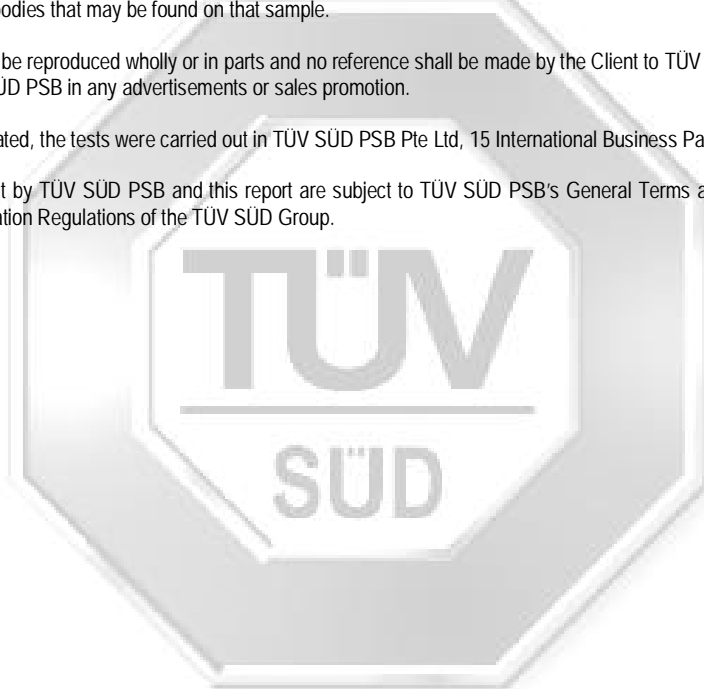 odies that may be found on that sample.
be reproduced wholly or in parts and no reference shall be made by the Client to TÜV
ÜD PSB in any advertisements or sales promotion.
ated, the tests were carried out in TÜV SÜD PSB Pte Ltd, 15 International Business Pa
t by TÜV SÜD PSB and this report are subject to TÜV SÜD PSB's General Terms a
ation Regulations of the TÜV SÜD Group.
TÜV
SÜD